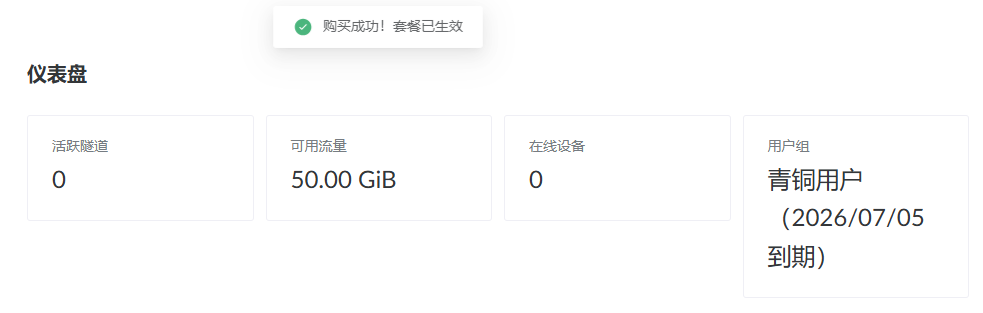 购买成功！套餐已生效
仪表盘
活跃隧道
0
可用流量
50.00 GiB
在线设备
0
用户组
青铜用户
（2026/07/05
到期）